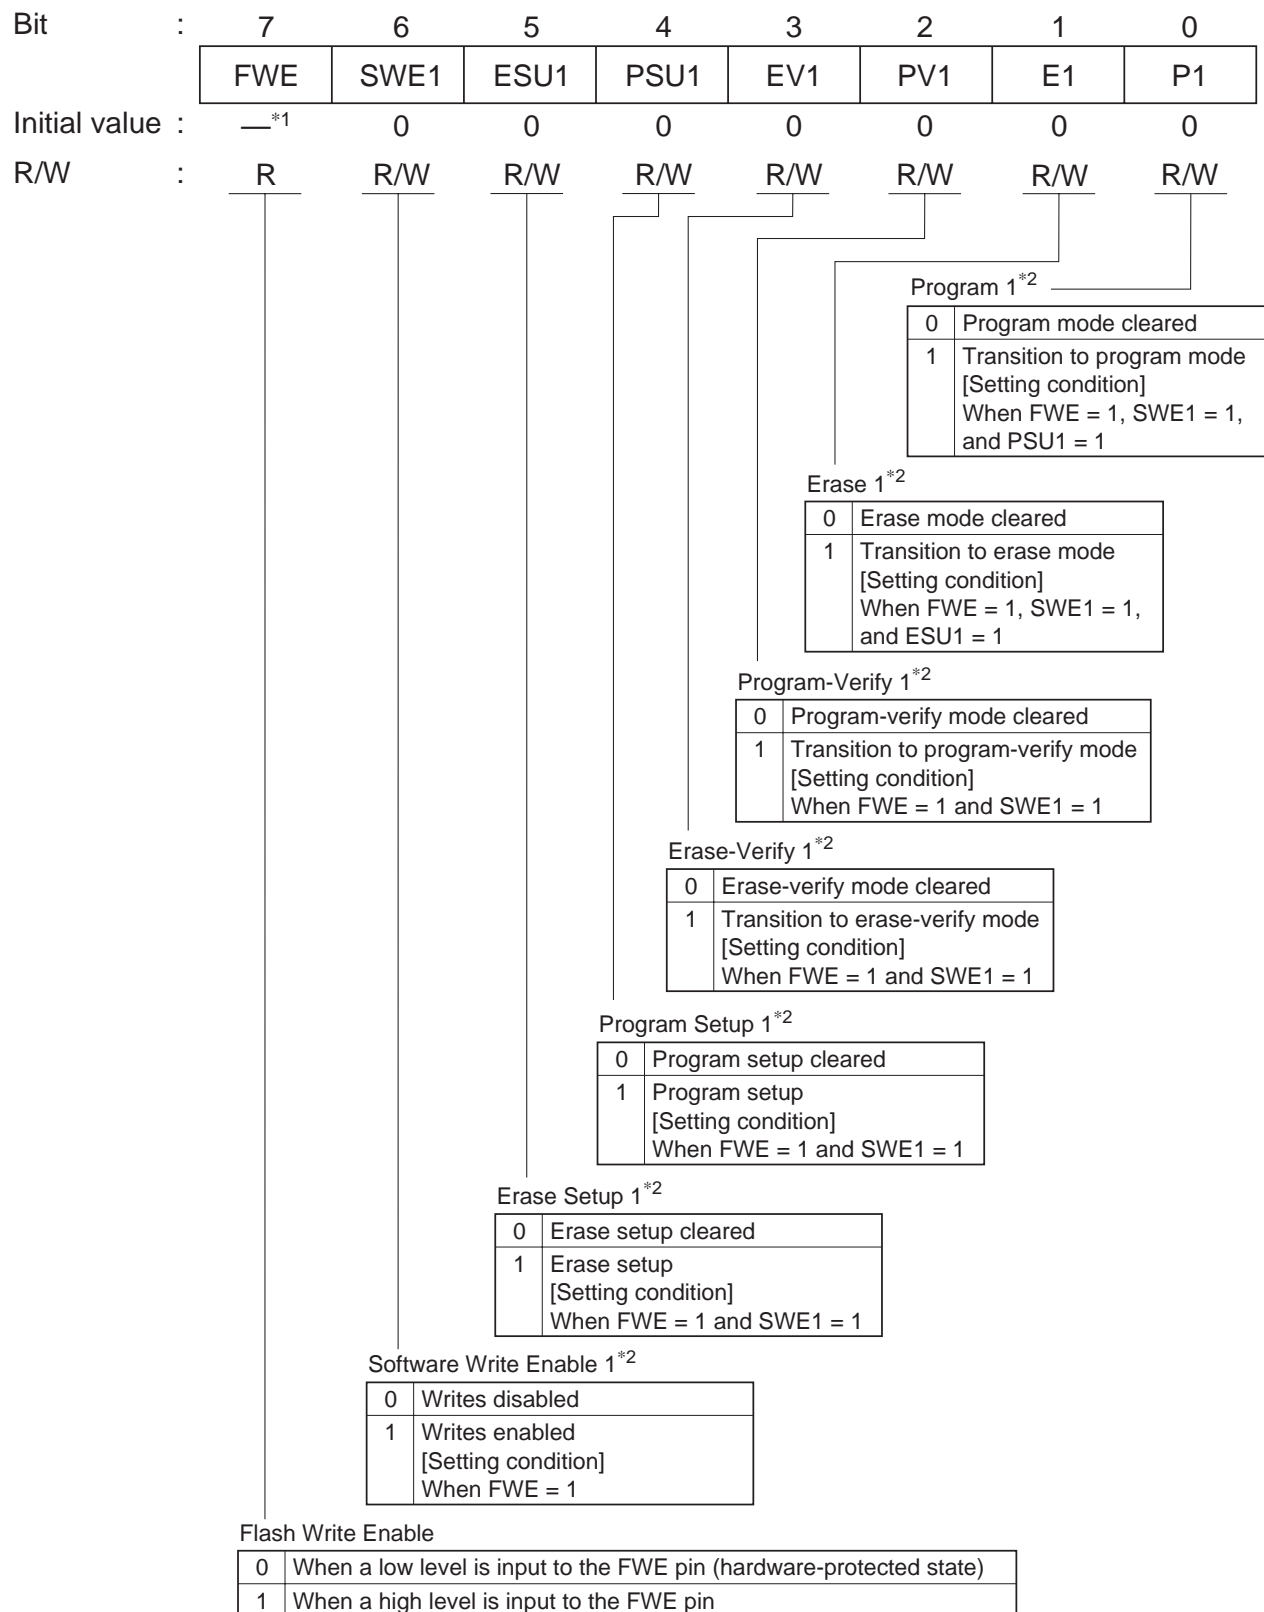 Bit : 7 6 5 4 3 2 1 0
FWE SWE1 ESU1 PSU1 EV1 PV1 E1 P1
Initial value : —*1 0 0 0 0 0 0 0
R/W : R R/W R/W R/W R/W R/W R/W R/W
Program 1*2
0 Program mode cleared
1 Transition to program mode
[Setting condition]
When FWE = 1, SWE1 = 1,
and PSU1 = 1
Erase 1*2
0 Erase mode cleared
1 Transition to erase mode
[Setting condition]
When FWE = 1, SWE1 = 1,
and ESU1 = 1
Program-Verify 1*2
0 Program-verify mode cleared
1 Transition to program-verify mode
[Setting condition]
When FWE = 1 and SWE1 = 1
Erase-Verify 1*2
0 Erase-verify mode cleared
1 Transition to erase-verify mode
[Setting condition]
When FWE = 1 and SWE1 = 1
Program Setup 1*2
0 Program setup cleared
1 Program setup
[Setting condition]
When FWE = 1 and SWE1 = 1
Erase Setup 1*2
0 Erase setup cleared
1 Erase setup
[Setting condition]
When FWE = 1 and SWE1 = 1
Software Write Enable 1*2
0 Writes disabled
1 Writes enabled
[Setting condition]
When FWE = 1
Flash Write Enable
0 When a low level is input to the FWE pin (hardware-protected state)
1 When a high level is input to the FWE pin